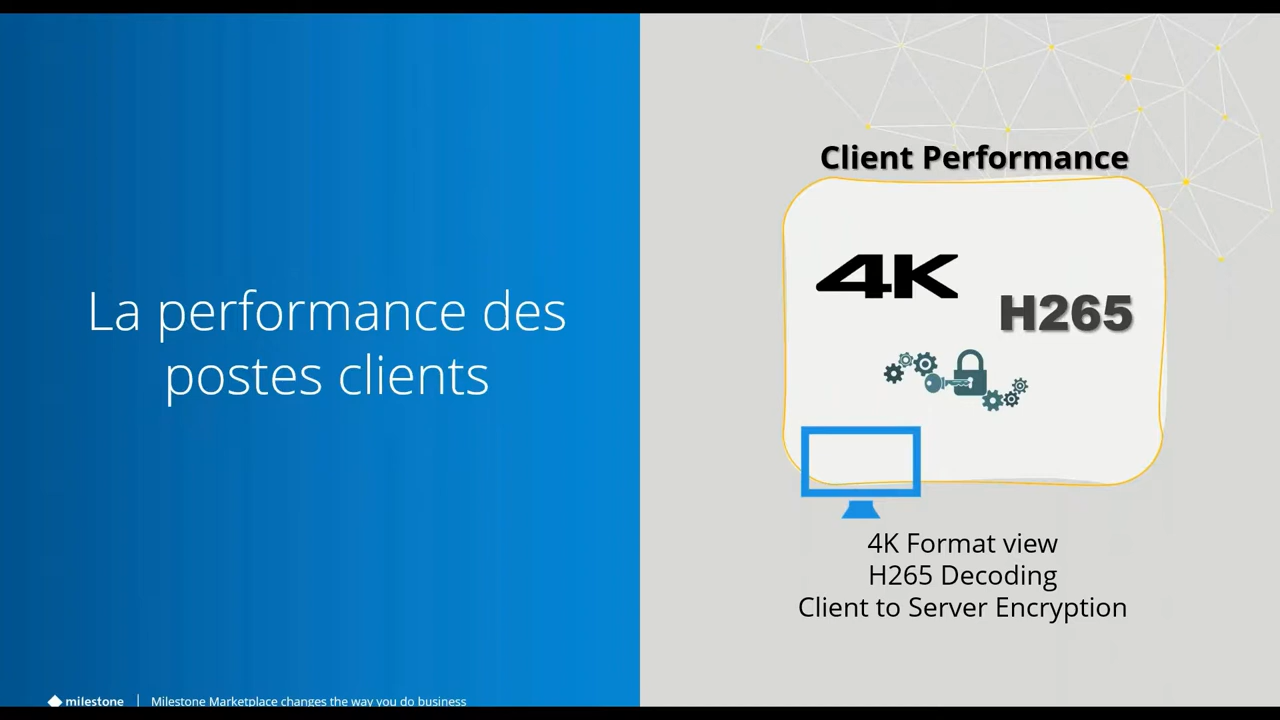 La performance des
postes clients
Client Performance
4K
H265
4K Format view
H265 Decoding
Client to Server Encryption
milestone | Milestone Marketplace changes the way you do business